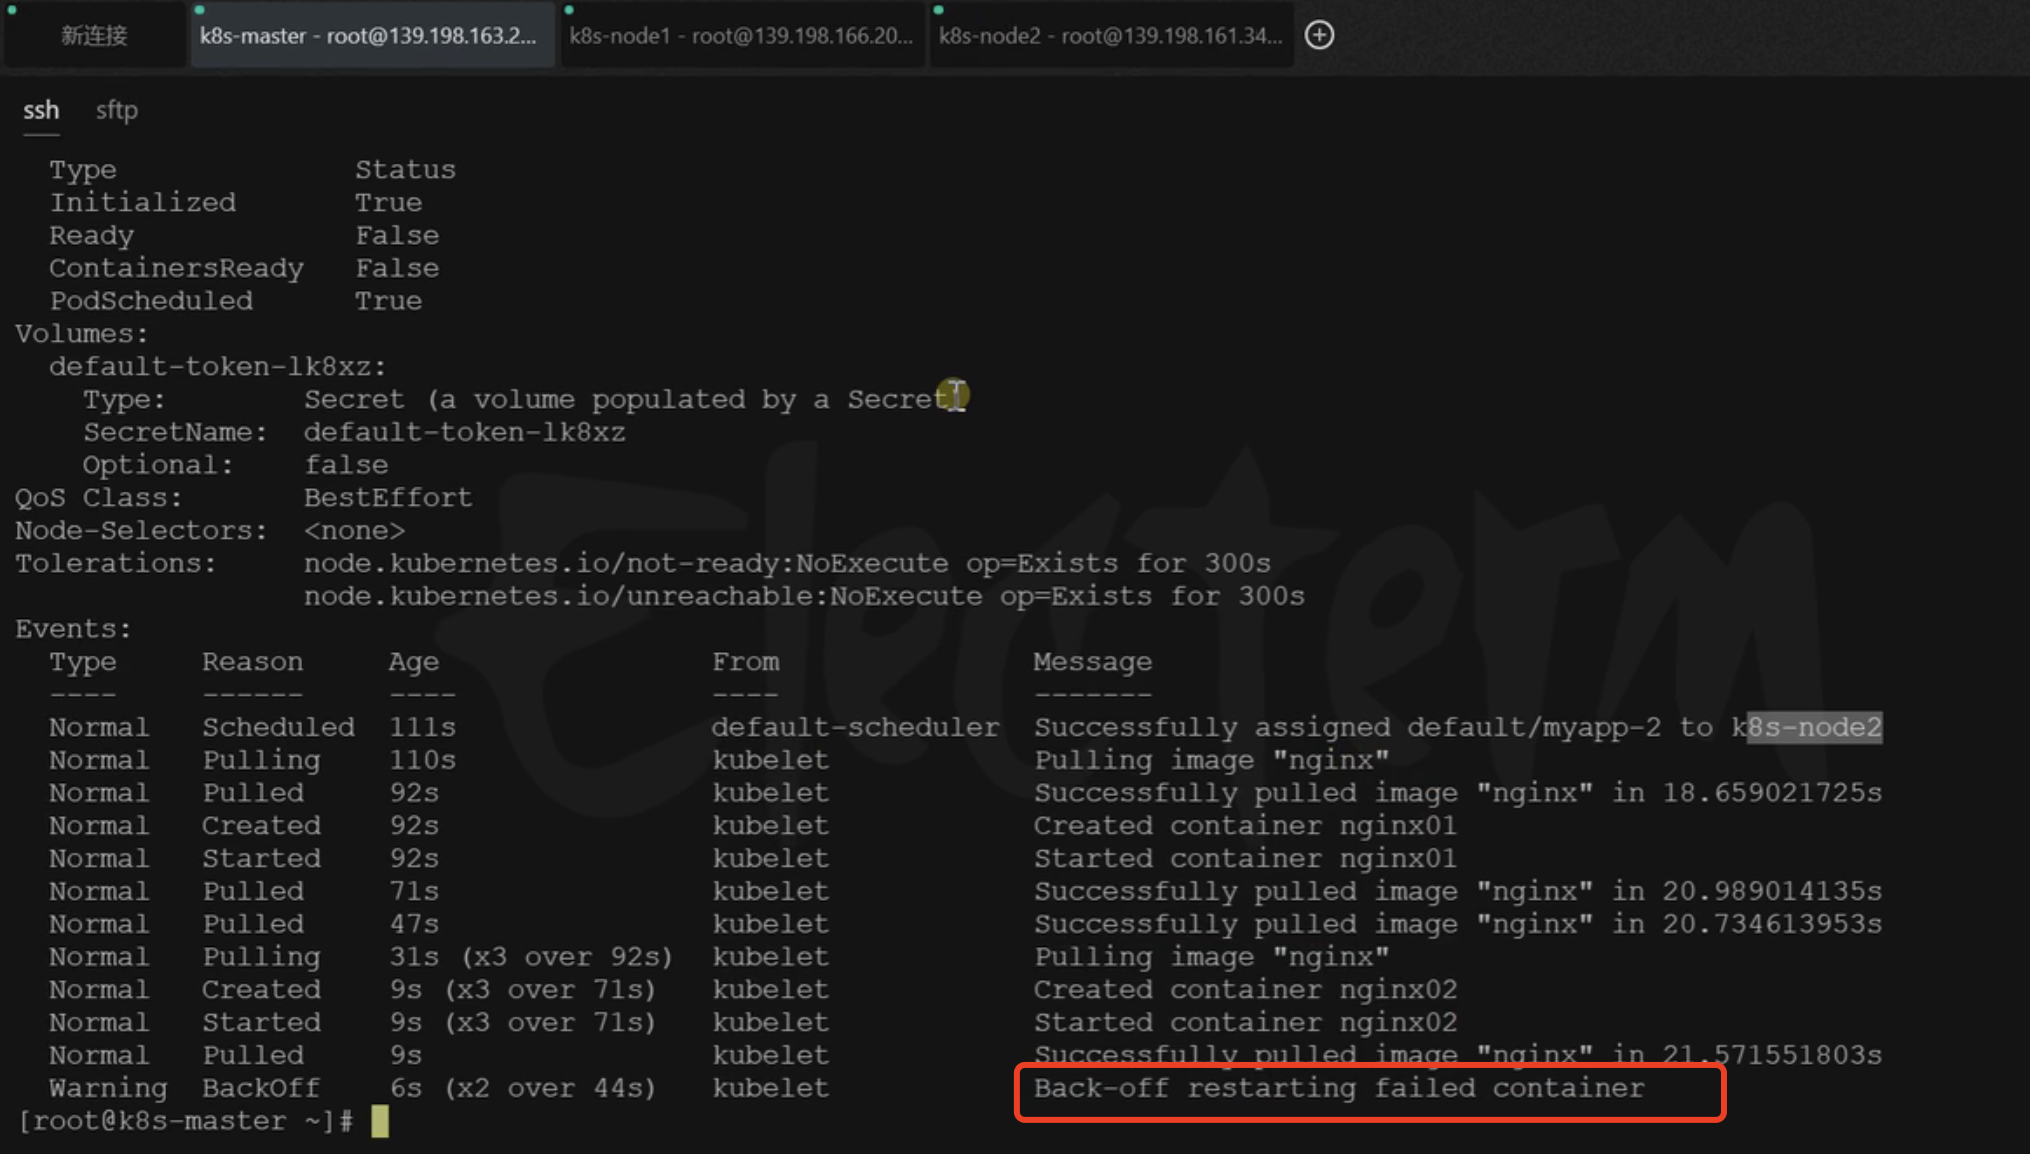 新连接
k8s-master - root@139.198.163.2...
k8s-node1 - root@139.198.166.20...
k8s-node2 - root@139.198.161.34...
ssh sftp
Type Status
Initialized True
Ready False
ContainersReady False
PodScheduled True
Volumes:
default-token-lk8xz:
Type: Secret (a volume populated by a Secret
SecretName: default-token-lk8xz
Optional: false
QoS Class: BestEffort
Node-Selectors: <none>
Tolerations: node.kubernetes.io/not-ready:NoExecute op=Exists for 300s
node.kubernetes.io/unreachable:NoExecute op=Exists for 300s
Events:
Type Reason Age From Message
---- ------ ---- ---- -------
Normal Scheduled 111s default-scheduler Successfully assigned default/myapp-2 to k8s-node2
Normal Pulling 110s kubelet Pulling image "nginx"
Normal Pulled 92s kubelet Successfully pulled image "nginx" in 18.659021725s
Normal Created 92s kubelet Created container nginx01
Normal Started 92s kubelet Started container nginx01
Normal Pulled 71s kubelet Successfully pulled image "nginx" in 20.989014135s
Normal Pulled 47s kubelet Successfully pulled image "nginx" in 20.734613953s
Normal Pulling 31s (x3 over 92s) kubelet Pulling image "nginx"
Normal Created 9s (x3 over 71s) kubelet Created container nginx02
Normal Started 9s (x3 over 71s) kubelet Started container nginx02
Normal Pulled 9s kubelet Successfully pulled image "nginx" in 21.571551803s
Warning BackOff 6s (x2 over 44s) kubelet Back-off restarting failed container
[root@k8s-master ~]#
Electerm